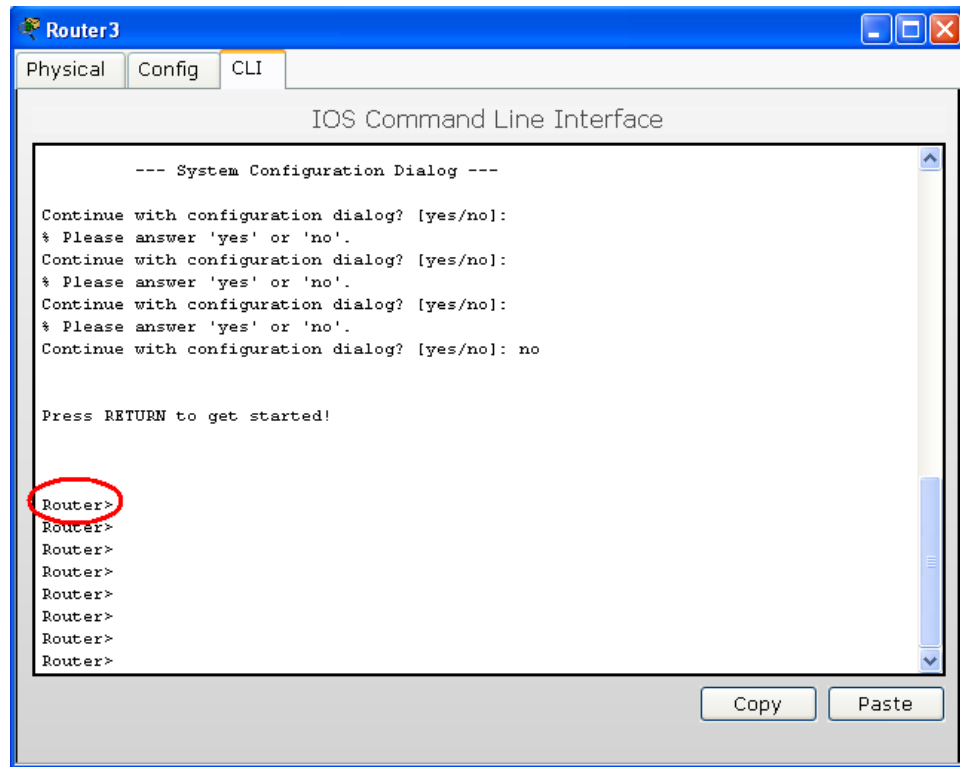 Router3
Physical Config CLI
IOS Command Line Interface
--- System Configuration Dialog ---
Continue with configuration dialog? [yes/no]:
% Please answer 'yes' or 'no'.
Continue with configuration dialog? [yes/no]:
% Please answer 'yes' or 'no'.
Continue with configuration dialog? [yes/no]:
% Please answer 'yes' or 'no'.
Continue with configuration dialog? [yes/no]: no
Press RETURN to get started!
Router>
Router>
Router>
Router>
Router>
Router>
Router>
Router>
Copy Paste